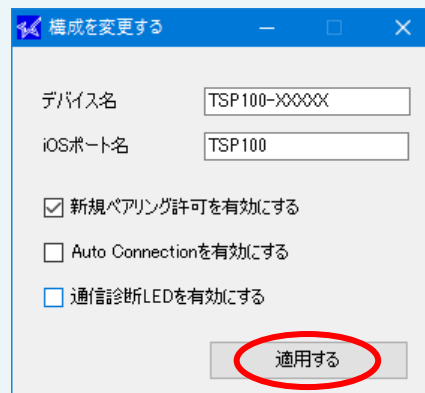 構成を変更する
デバイス名 TSP100-XXXXX
iOSポート名 TSP100
新規ペアリング許可を有効にする
Auto Connectionを有効にする
通信診断LEDを有効にする
適用する